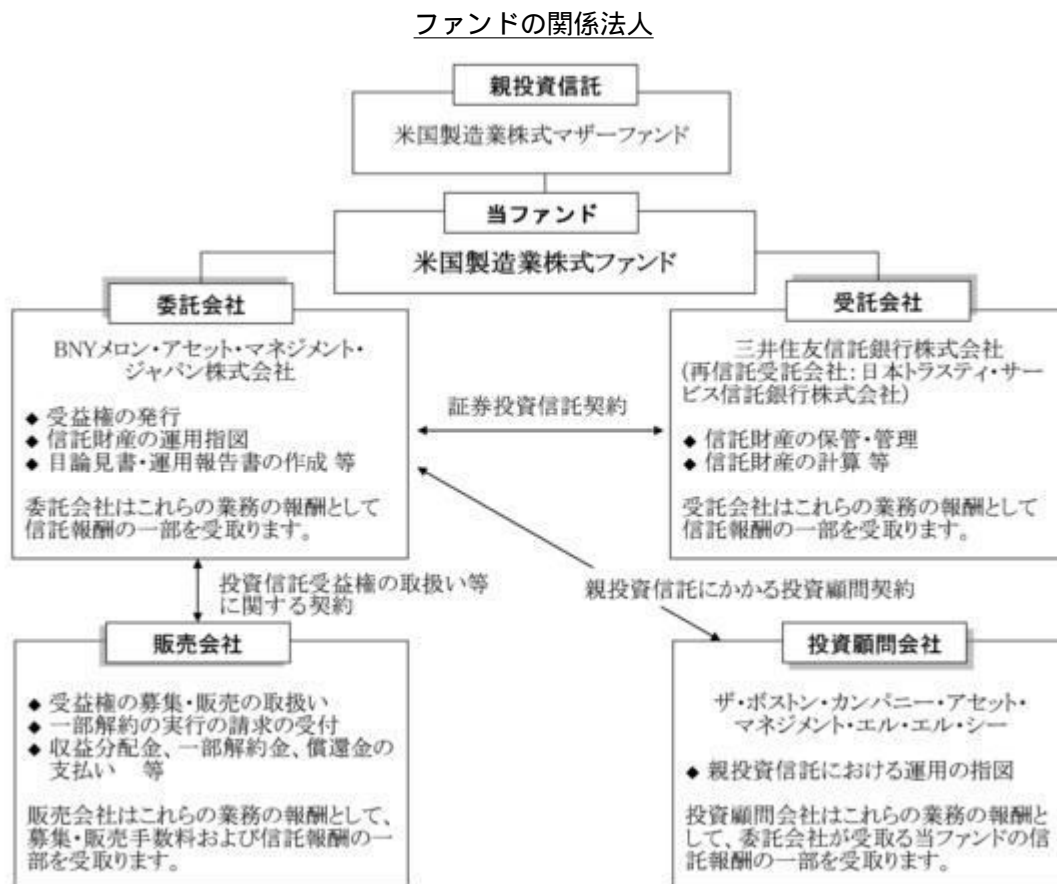 ファンドの関係法人
親投資信託
米国製造業株式マザーファンド
当ファンド
米国製造業株式ファンド
委託会社
BNYメロン・アセット・マネジメント・
ジャパン株式会社
◆ 受益権の発行
◆ 信託財産の運用指図
◆ 目論見書・運用報告書の作成 等
委託会社はこれらの業務の報酬として
信託報酬の一部を受取ります。
証券投資信託契約
受託会社
三井住友信託銀行株式会社
(再信託受託会社:日本トラスティ・サー
ビス信託銀行株式会社)
◆ 信託財産の保管・管理
◆ 信託財産の計算 等
受託会社はこれらの業務の報酬として
信託報酬の一部を受取ります。
投資信託受益権の取扱い等
に関する契約
親投資信託にかかる投資顧問契約
販売会社
◆ 受益権の募集・販売の取扱い
◆ 一部解約の実行の請求の受付
◆ 収益分配金、一部解約金、償還金の
支払い 等
販売会社はこれらの業務の報酬として、
募集・販売手数料および信託報酬の一
部を受取ります。
投資顧問会社
ザ・ボストン・カンパニー・アセット・
マネジメント・エル・エル・シー
◆ 親投資信託における運用の指図
投資顧問会社はこれらの業務の報酬と
して、委託会社が受取る当ファンドの信
託報酬の一部を受取ります。